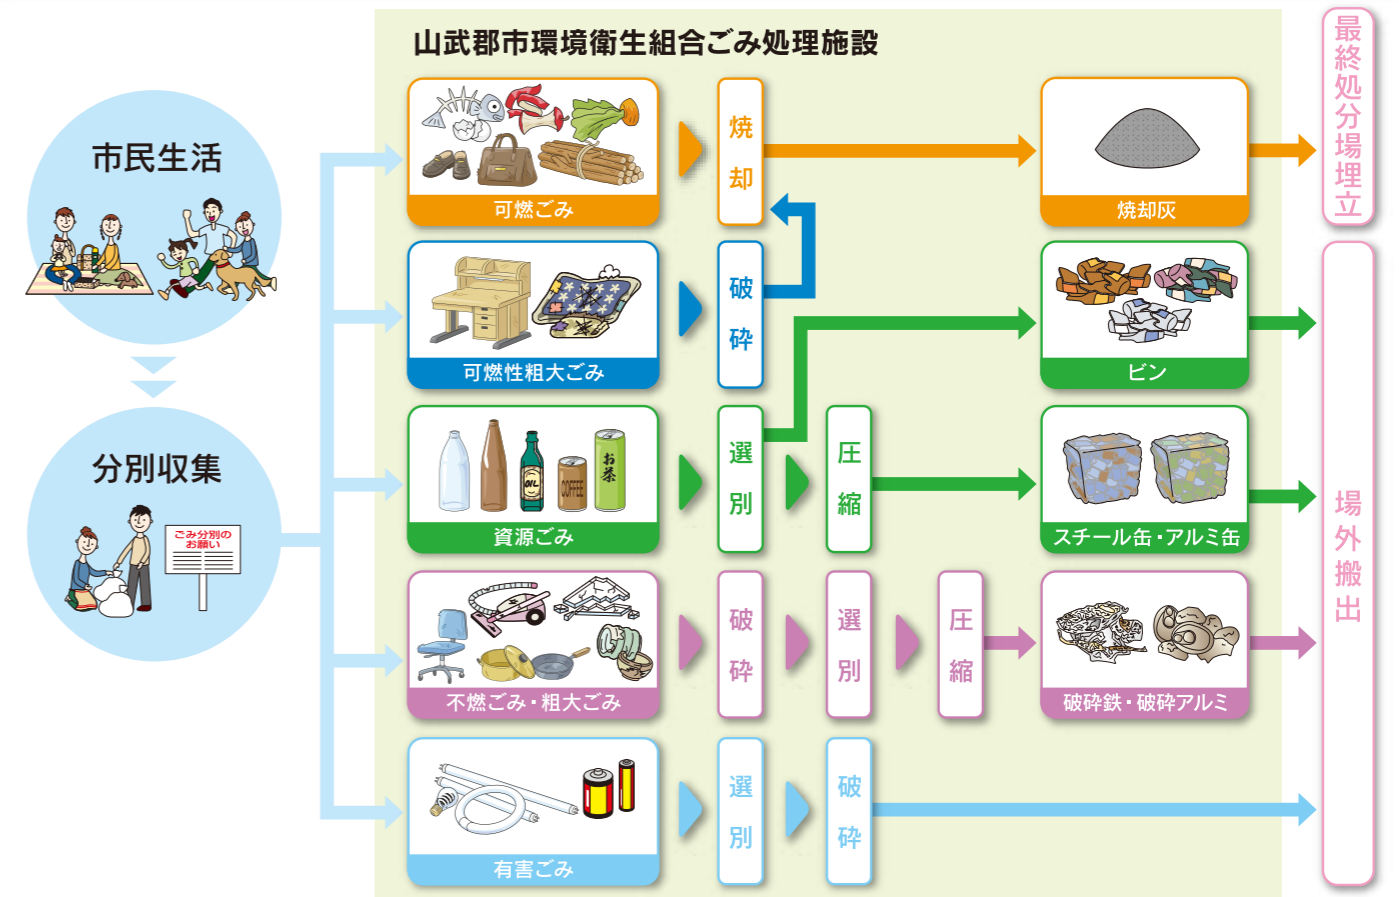 山武郡市環境衛生組合ごみ処理施設
市民生活
分別収集
ごみ分別の
お願い
可燃ごみ
焼却
焼却灰
最終処分場埋立
可燃性粗大ごみ
破砕
ビン
OIL
COFFEE
お茶
資源ごみ
選別
圧縮
スチール缶・アルミ缶
場外搬出
不燃ごみ・粗大ごみ
破砕
選別
圧縮
破砕鉄・破砕アルミ
有害ごみ
選別
破砕